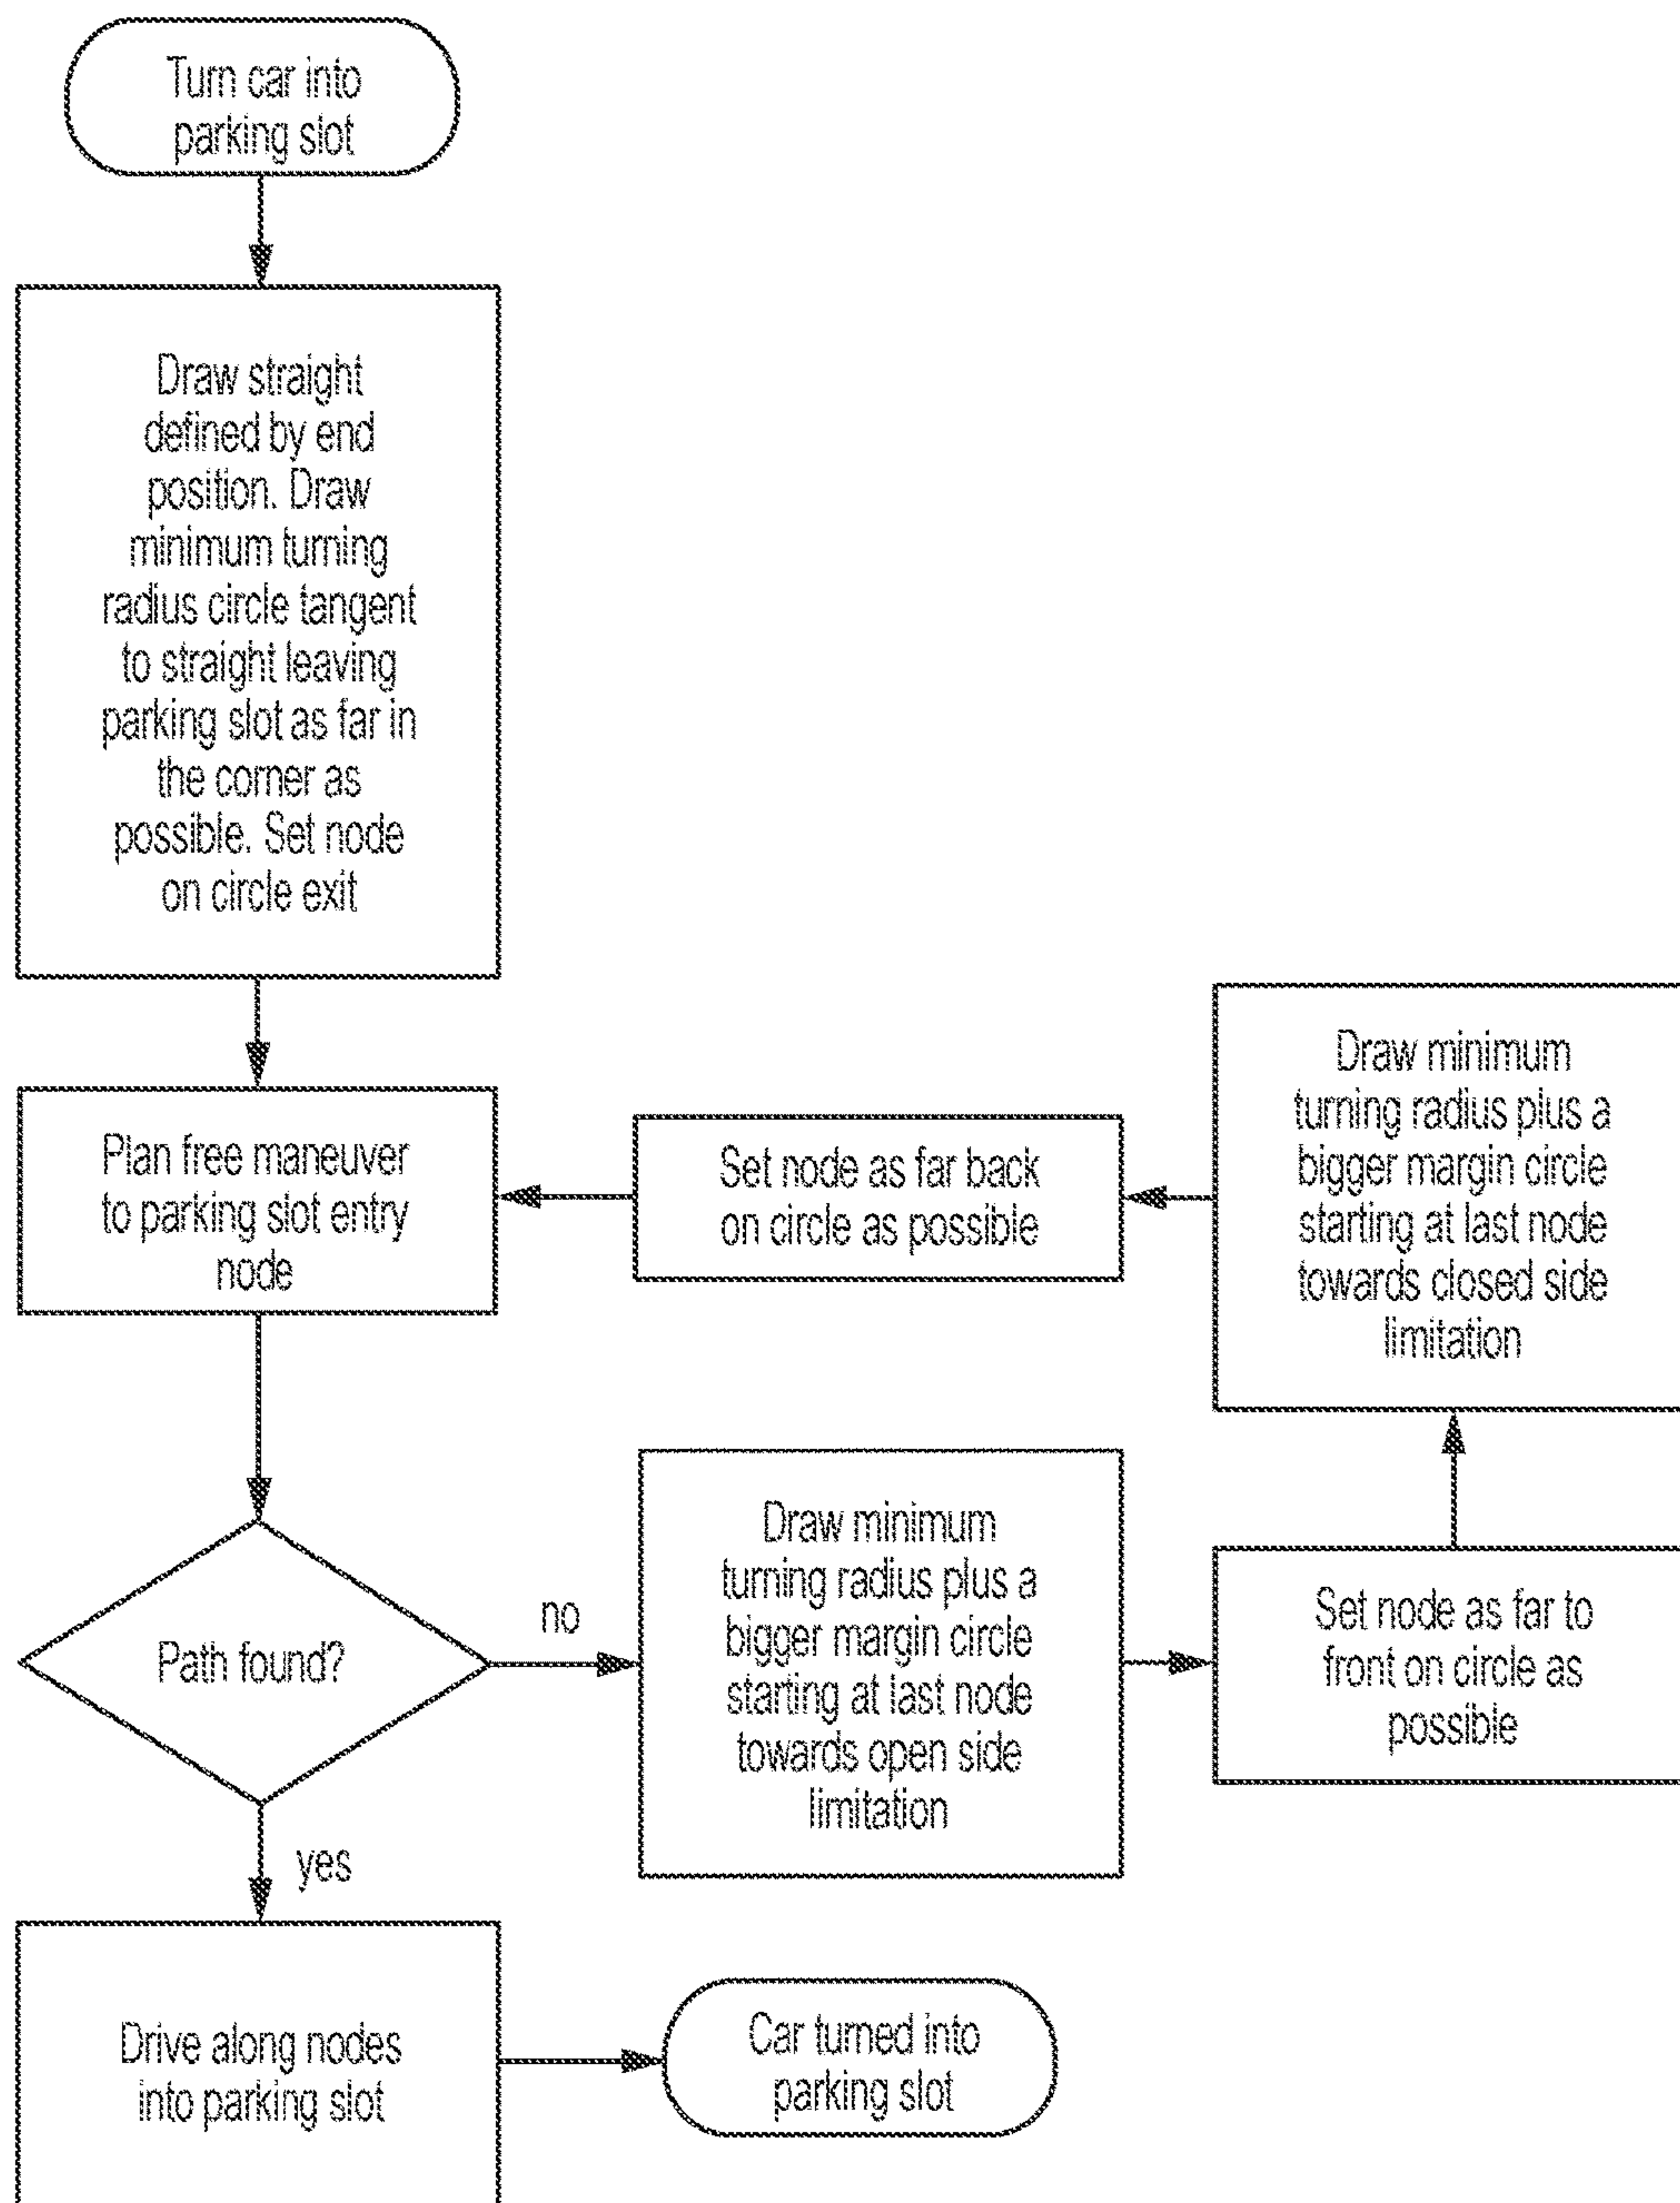 Turn car into
parking slot
Draw straight
defined by end
position. Draw
minimum turning
radius circle tangent
to straight leaving
parking slot as far in
the corner as
possible. Set node
on circle exit
Plan free maneuver
to parking slot entry
node
Set node as far back
on circle as possible
Draw minimum
turning radius plus a
bigger margin circle
starting at last node
towards closed side
limitation
Path found?
no
yes
Draw minimum
turning radius plus a
bigger margin circle
starting at last node
towards open side
limitation
Set node as far to
front on circle as
possible
Drive along nodes
into parking slot
Car turned into
parking slot